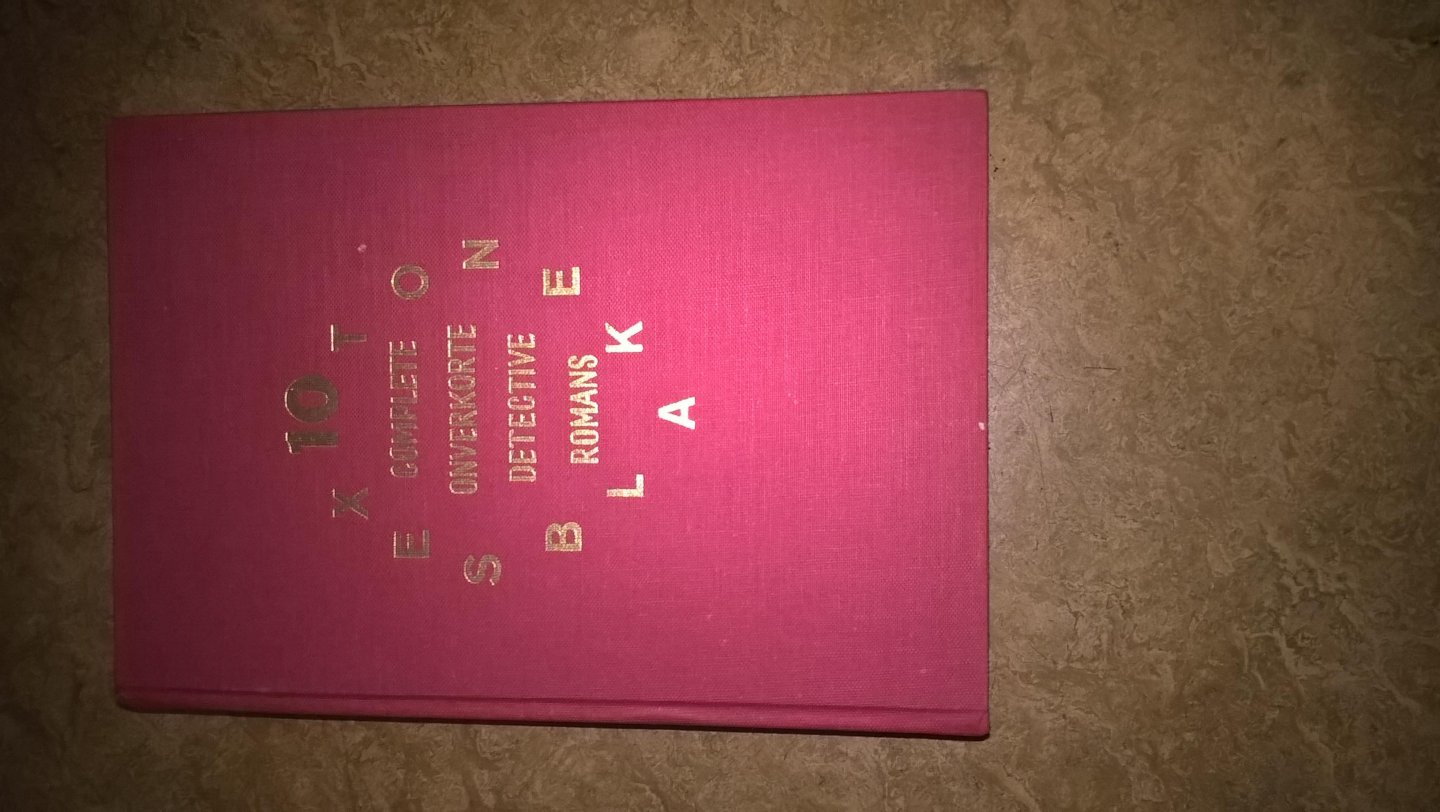 10
SEXTON
COMPLETE
ONVERKORTE
DETECTIVE
ROMANS
BLAKE